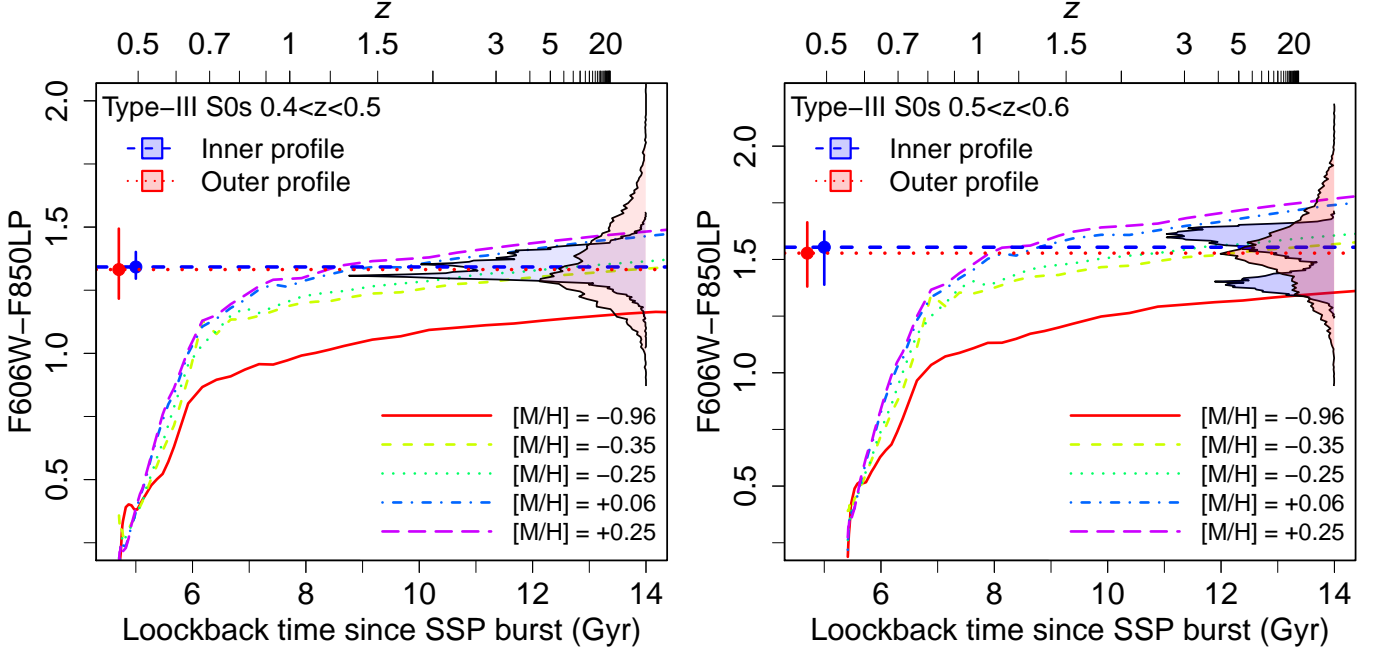 z
0.5 0.7 1 1.5 3 5 20
Type−III S0s 0.4<z<0.5
Inner profile
Outer profile
F606W−F850LP
0.5 1.0 1.5 2.0
[M/H] = −0.96
[M/H] = −0.35
[M/H] = −0.25
[M/H] = +0.06
[M/H] = +0.25
6 8 10 12 14
Loockback time since SSP burst (Gyr)
z
0.5 0.7 1 1.5 3 5 20
Type−III S0s 0.5<z<0.6
Inner profile
Outer profile
F606W−F850LP
0.5 1.0 1.5 2.0
[M/H] = −0.96
[M/H] = −0.35
[M/H] = −0.25
[M/H] = +0.06
[M/H] = +0.25
6 8 10 12 14
Loockback time since SSP burst (Gyr)